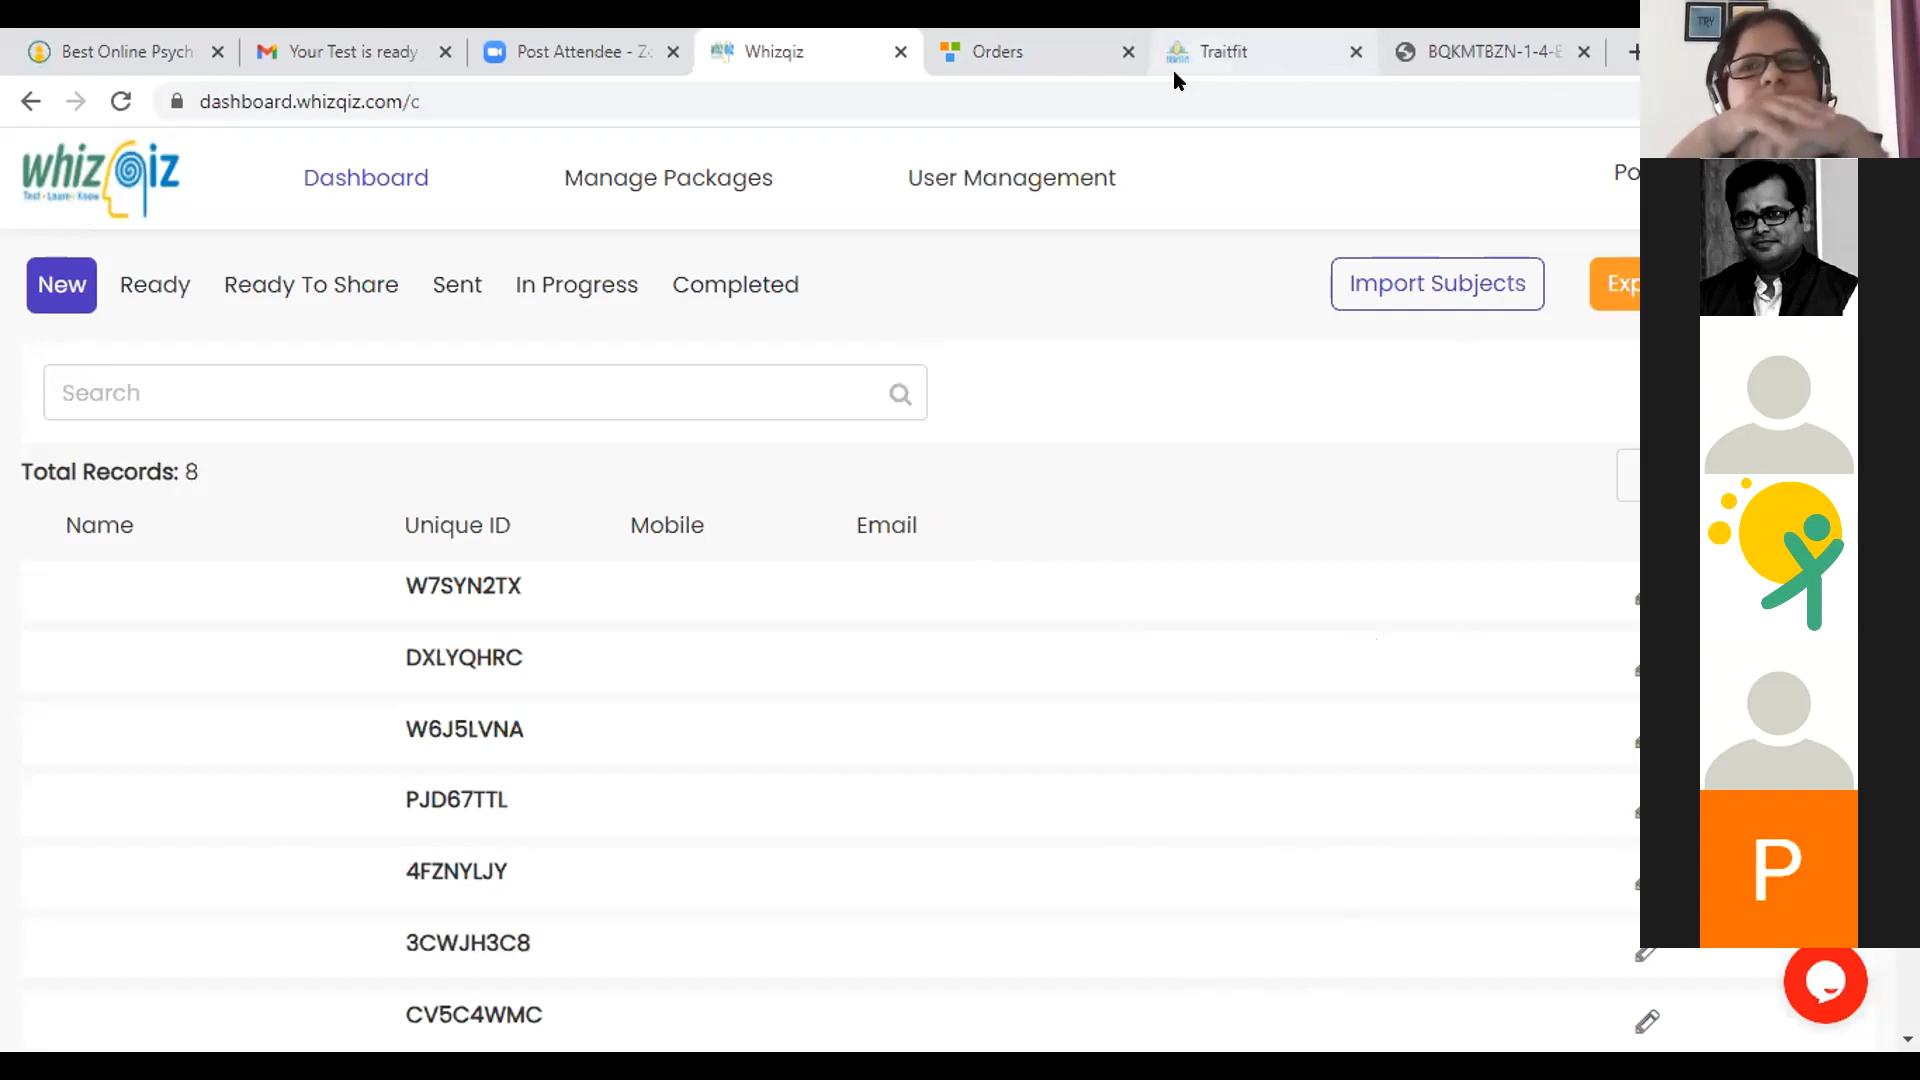 Best Online Psych
Your Test is ready
Post Attendee - Z
Whizqiz
Orders
Traitfit
BQKMTBZN-1-4-E
dashboard.whizqiz.com/c
whizqiz
Test - Learn - Know
Dashboard
Manage Packages
User Management
Po
New
Ready
Ready To Share
Sent
In Progress
Completed
Import Subjects
Exp
Search
Total Records: 8
Name
Unique ID
Mobile
Email
W7SYN2TX
DXLYQHRC
W6J5LVNA
PJD67TTL
4FZNYLJY
3CWJH3C8
CV5C4WMC
TRY
P